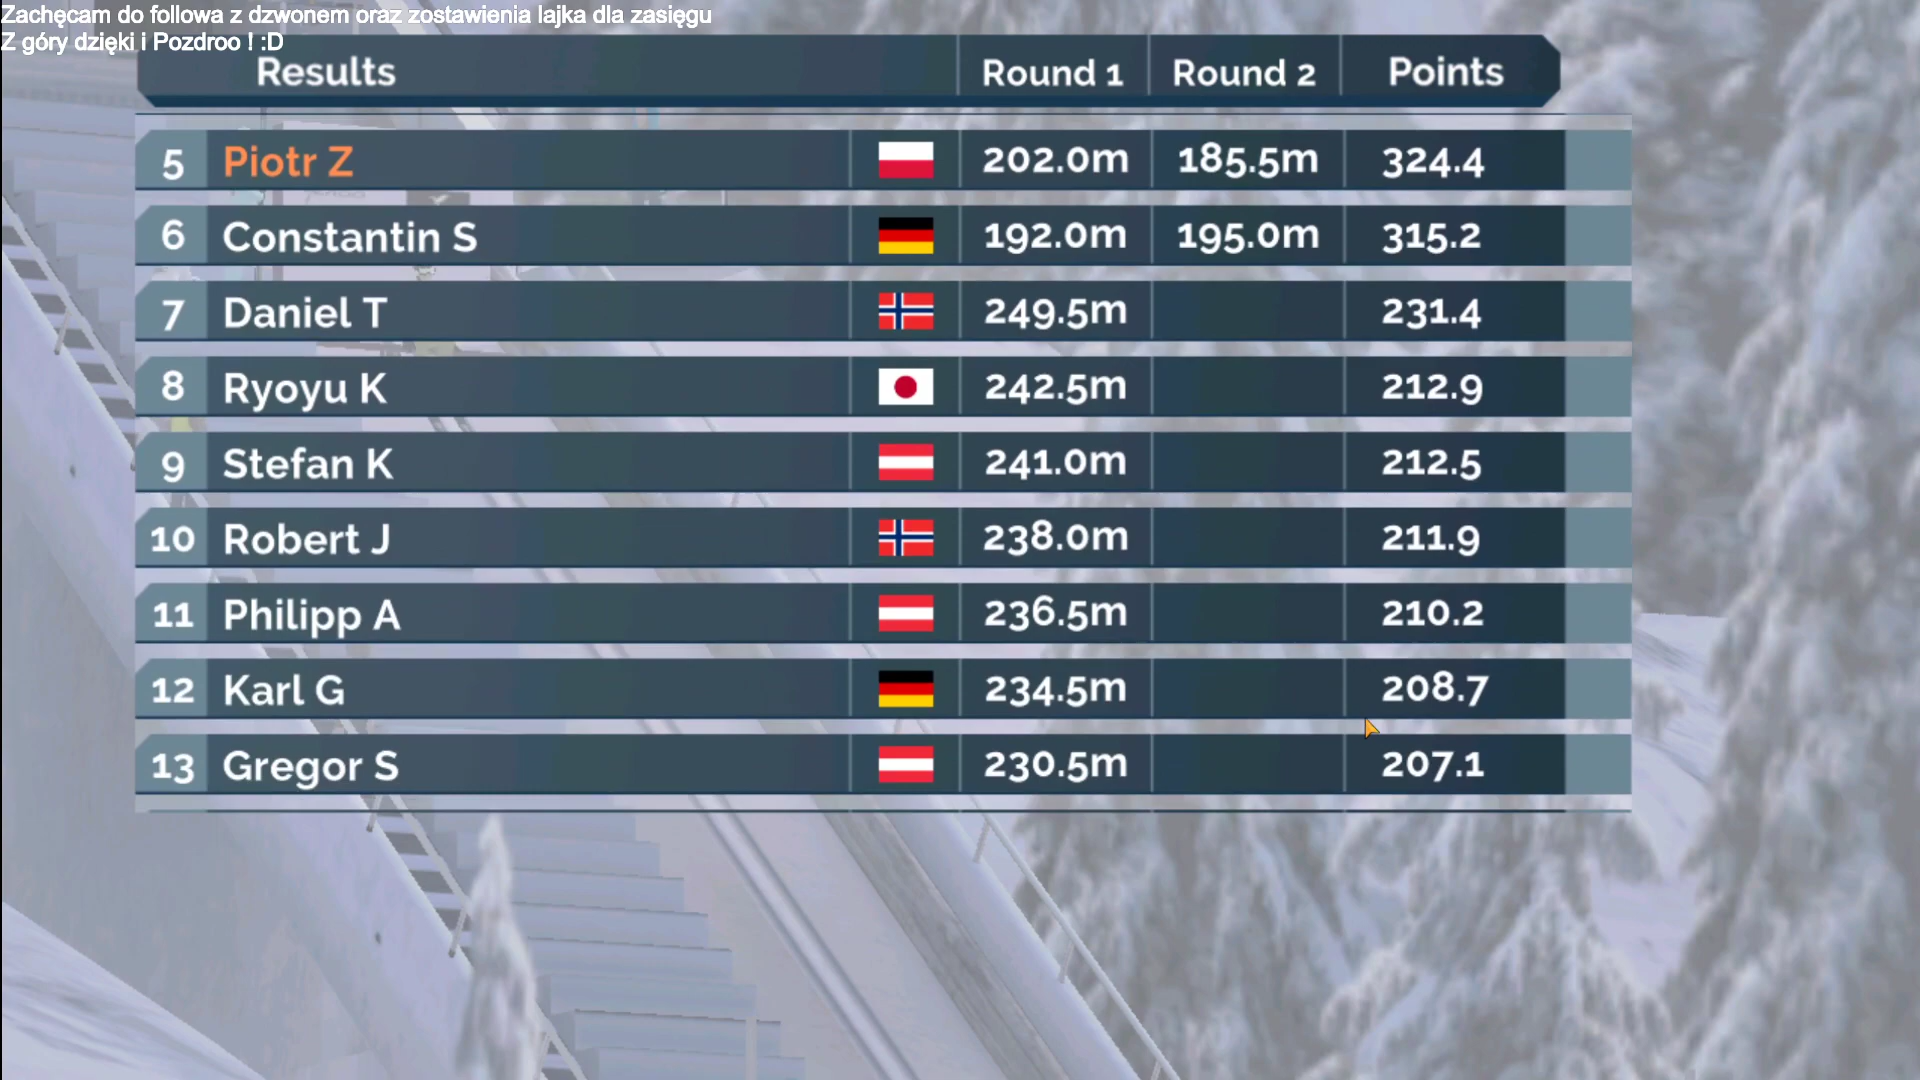 Zachęcam do followa z dzwonem oraz zostawienia lajka dla zasięgu
Z góry dzięki i Pozdroo ! :D
Results Round 1 Round 2 Points
5 Piotr Z 202.0m 185.5m 324.4
6 Constantin S 192.0m 195.0m 315.2
7 Daniel T 249.5m 231.4
8 Ryoyu K 242.5m 212.9
9 Stefan K 241.0m 212.5
10 Robert J 238.0m 211.9
11 Philipp A 236.5m 210.2
12 Karl G 234.5m 208.7
13 Gregor S 230.5m 207.1